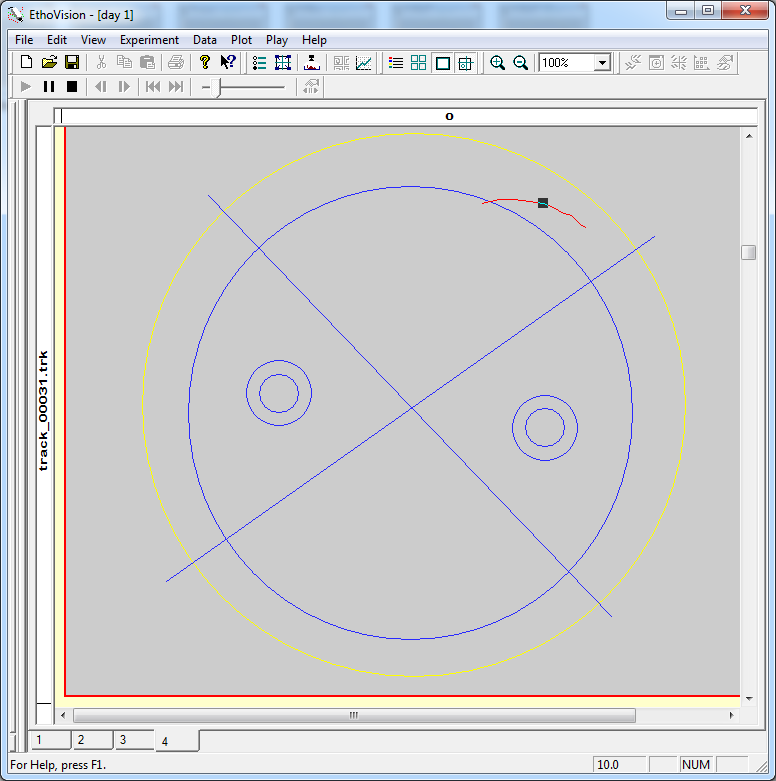 EthoVision - [day 1]
File Edit View Experiment Data Plot Play Help
100%
o
track_00031.trk
1 2 3 4
For Help, press F1. 10.0 NUM